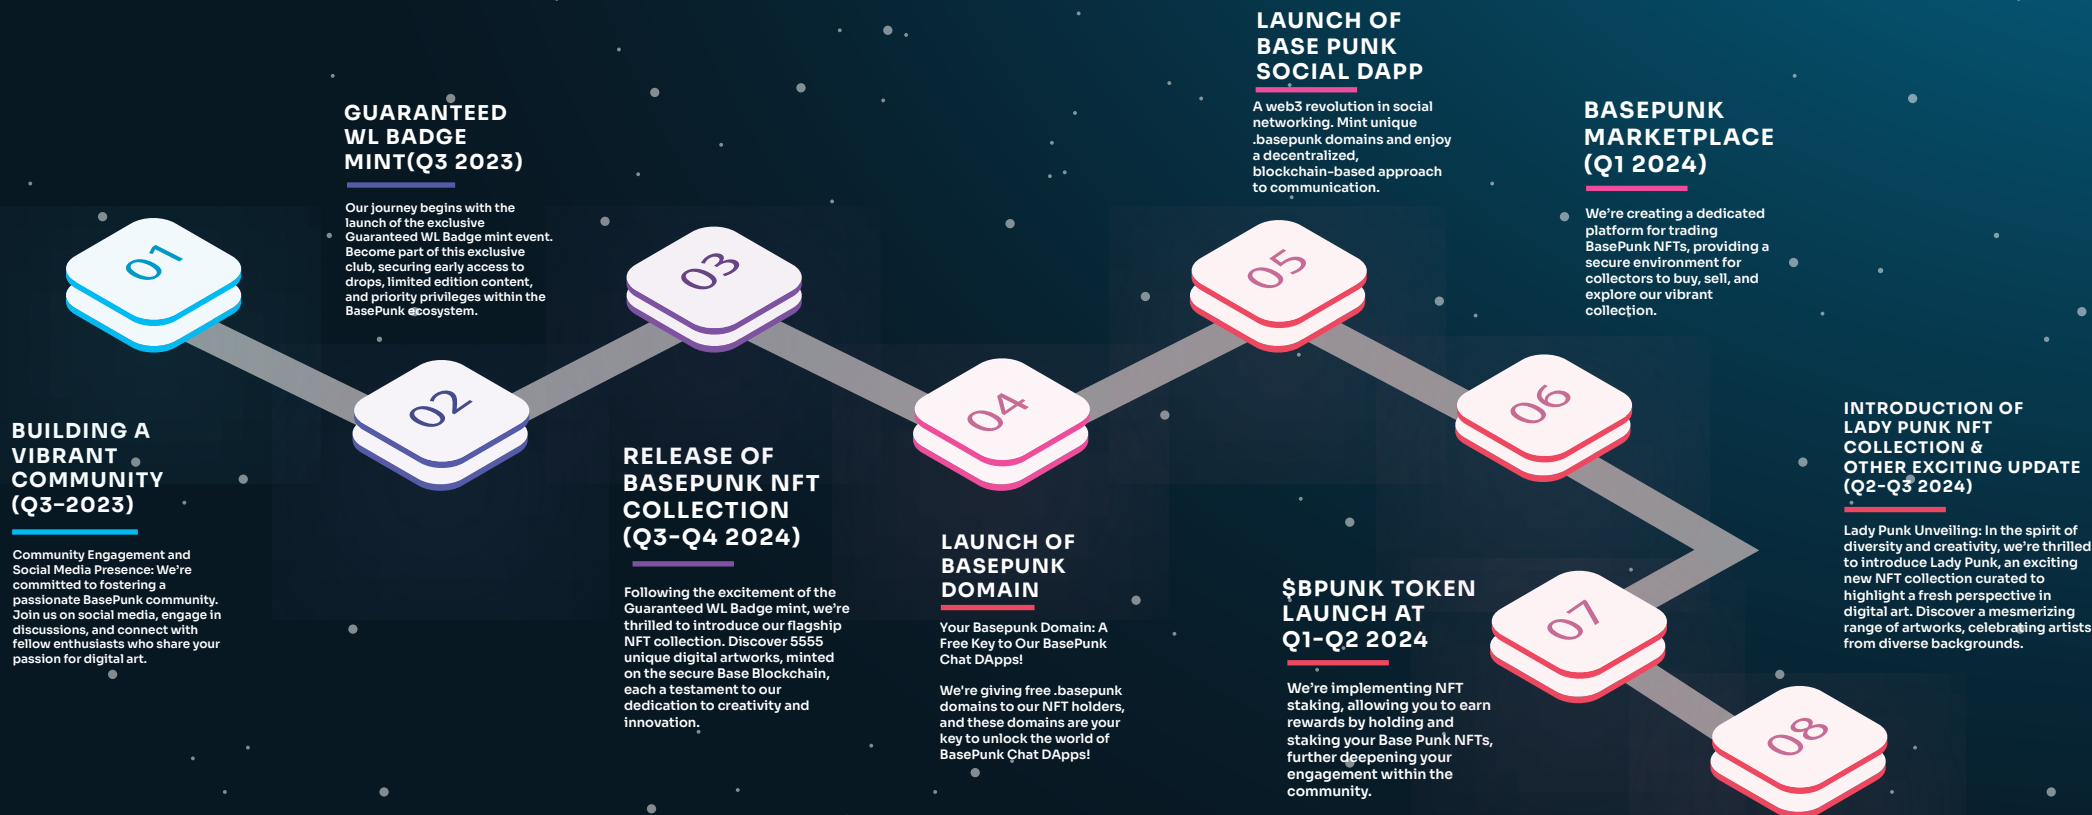 01
BUILDING A
VIBRANT
COMMUNITY
(Q3-2023)
Community Engagement and
Social Media Presence: We're
committed to fostering a
passionate BasePunk community.
Join us on social media, engage in
discussions, and connect with
fellow enthusiasts who share your
passion for digital art.
GUARANTEED
WL BADGE
MINT(Q3 2023)
Our journey begins with the
launch of the exclusive
Guaranteed WL Badge mint event.
Become part of this exclusive
club, securing early access to
drops, limited edition content,
and priority privileges within the
BasePunk ecosystem.
02
03
RELEASE OF
BASEPUNK NFT
COLLECTION
(Q3-Q4 2024)
Following the excitement of the
Guaranteed WL Badge mint, we're
thrilled to introduce our flagship
NFT collection. Discover 5555
unique digital artworks, minted
on the secure Base Blockchain,
each a testament to our
dedication to creativity and
innovation.
04
LAUNCH OF
BASEPUNK
DOMAIN
Your Basepunk Domain: A
Free Key to Our BasePunk
Chat DApps!
We're giving free .basepunk
domains to our NFT holders,
and these domains are your
key to unlock the world of
BasePunk Chat DApps!
LAUNCH OF
BASE PUNK
SOCIAL DAPP
A web3 revolution in social
networking. Mint unique
.basepunk domains and enjoy
a decentralized,
blockchain-based approach
to communication.
05
BASEPUNK
MARKETPLACE
(Q1 2024)
We're creating a dedicated
platform for trading
BasePunk NFTs, providing a
secure environment for
collectors to buy, sell, and
explore our vibrant
collection.
06
$BPUNK TOKEN
LAUNCH AT
Q1-Q2 2024
We're implementing NFT
staking, allowing you to earn
rewards by holding and
staking your Base Punk NFTs,
further deepening your
engagement within the
community.
07
INTRODUCTION OF
LADY PUNK NFT
COLLECTION &
OTHER EXCITING UPDATE
(Q2-Q3 2024)
Lady Punk Unveiling: In the spirit of
diversity and creativity, we're thrilled
to introduce Lady Punk, an exciting
new NFT collection curated to
highlight a fresh perspective in
digital art. Discover a mesmerizing
range of artworks, celebrating artists
from diverse backgrounds.
08